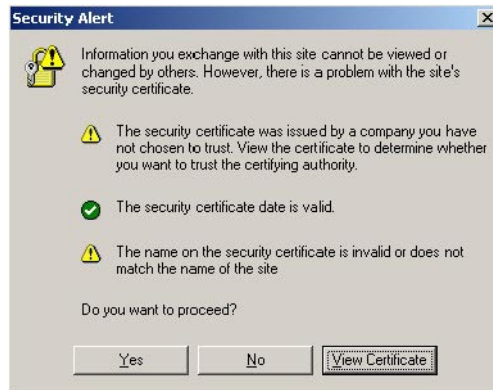 Security Alert
Information you exchange with this site cannot be viewed or
changed by others. However, there is a problem with the site's
security certificate.
The security certificate was issued by a company you have
not chosen to trust. View the certificate to determine whether
you want to trust the certifying authority.
The security certificate date is valid.
The name on the security certificate is invalid or does not
match the name of the site
Do you want to proceed?
Yes No View Certificate